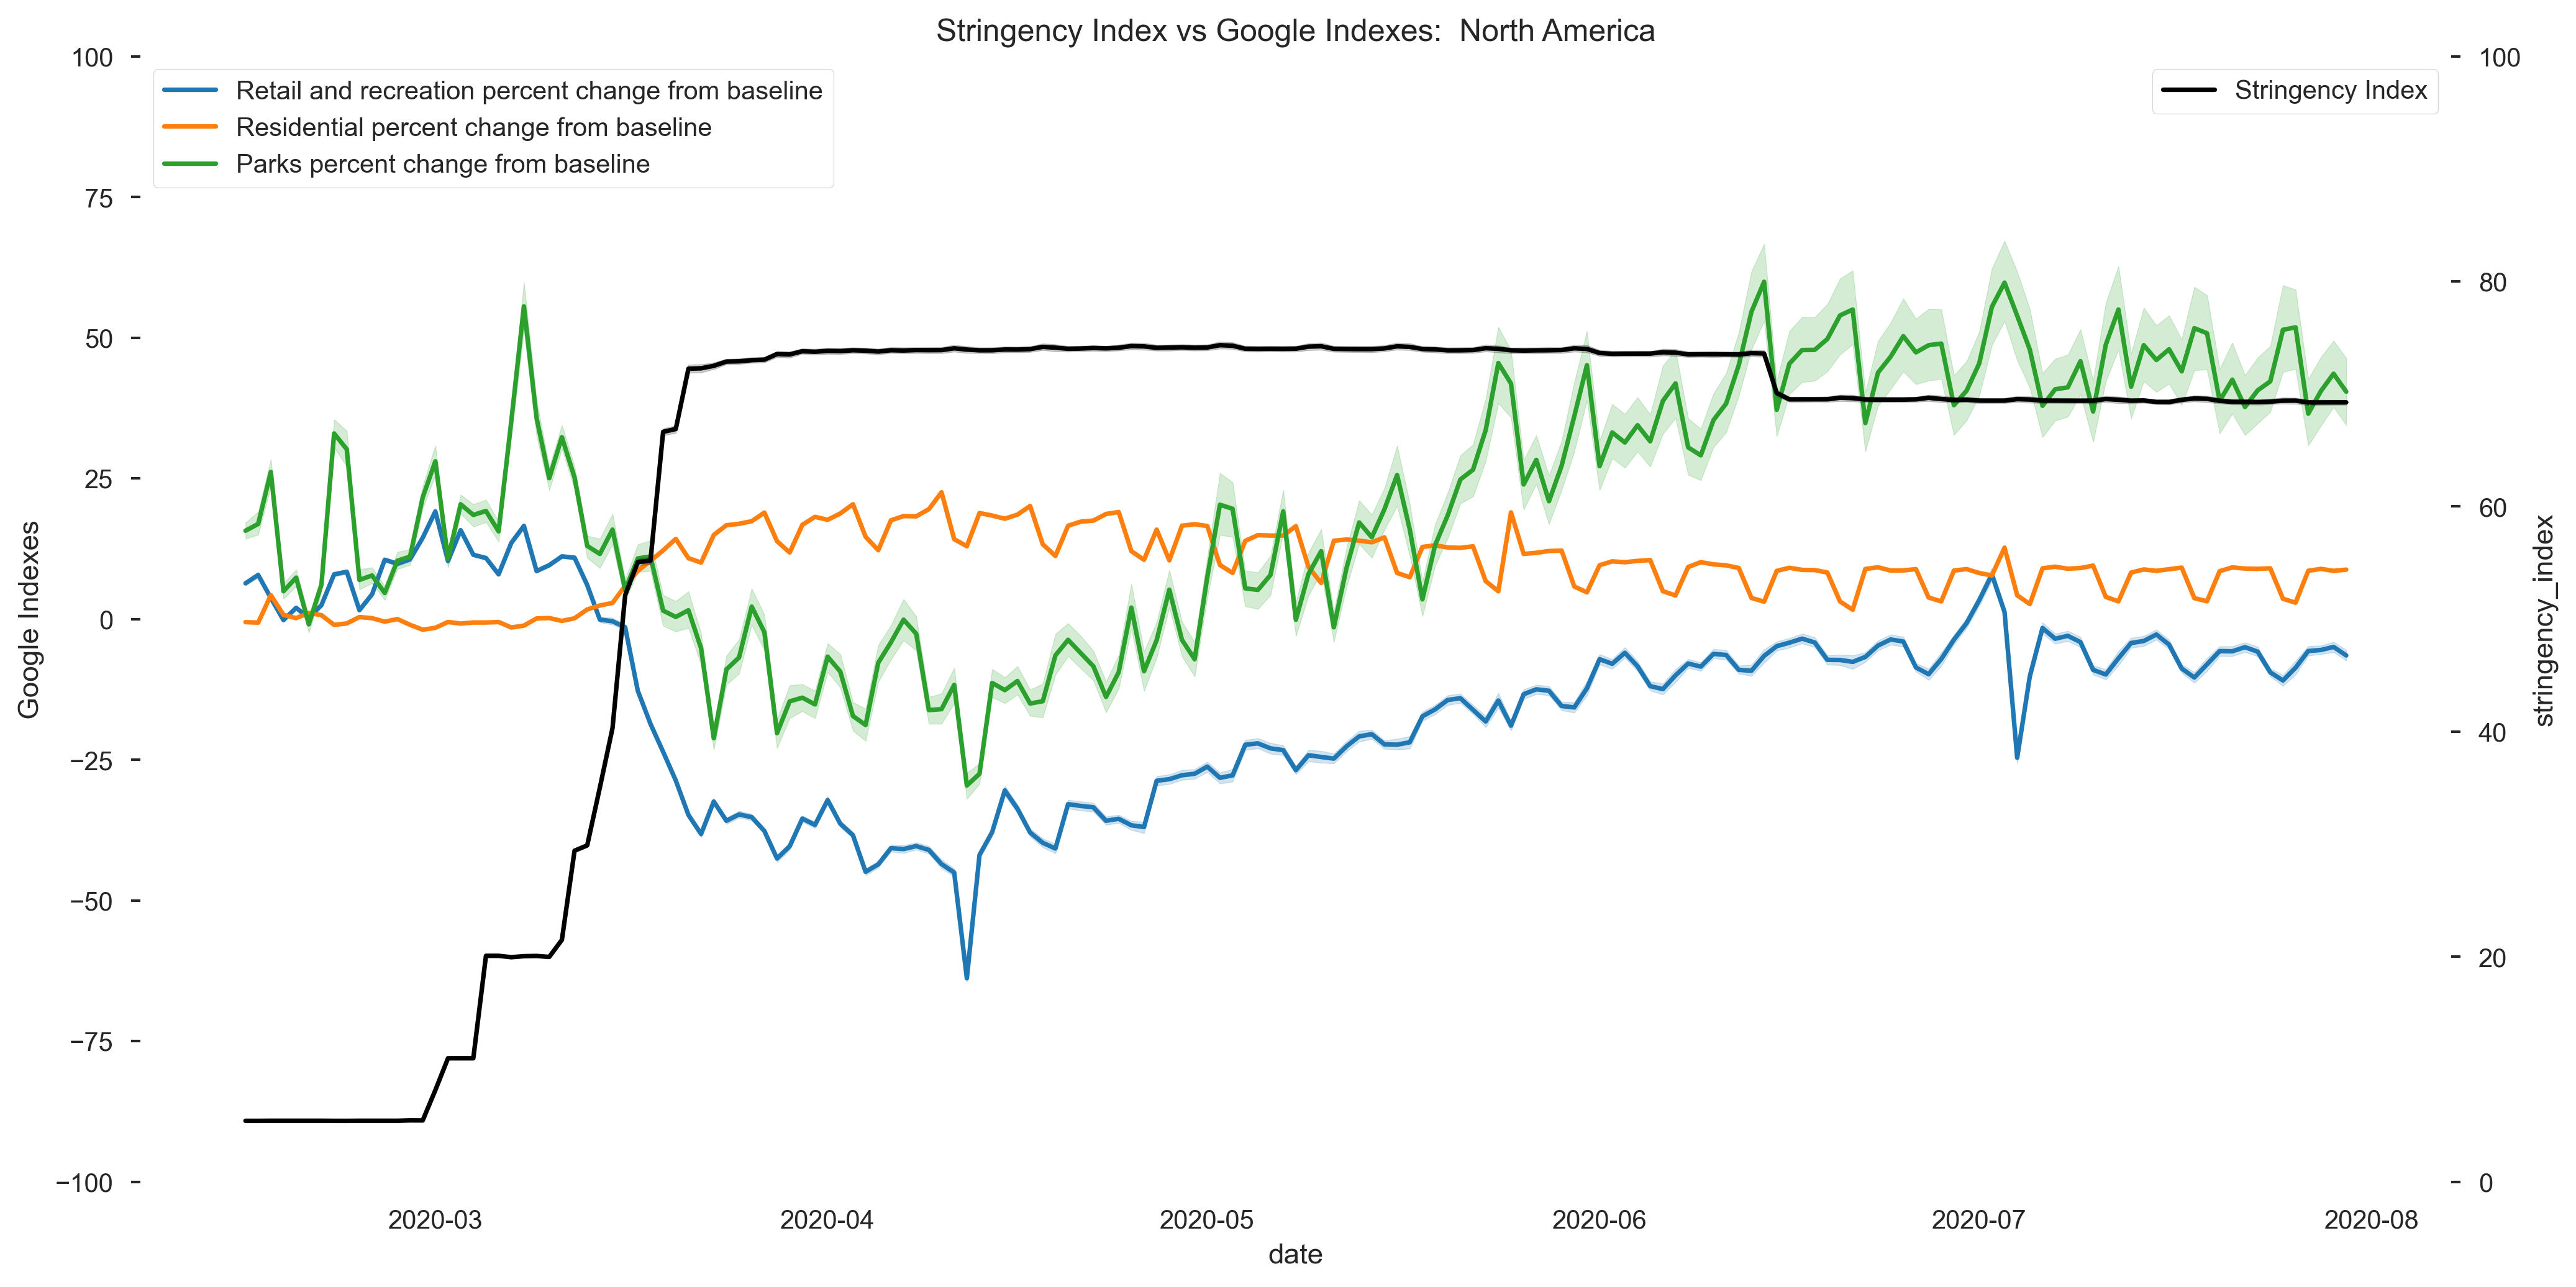 Stringency Index vs Google Indexes:  North America
100
75
50
25
0
−25
−50
−75
−100
Google Indexes
Retail and recreation percent change from baseline
Residential percent change from baseline
Parks percent change from baseline
Stringency Index
100
80
60
40
20
0
stringency_index
2020-03
2020-04
2020-05
2020-06
2020-07
2020-08
date